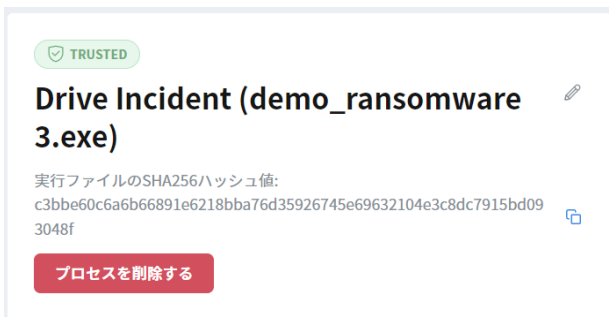 TRUSTED
Drive Incident (demo_ransomware
3.exe)
実行ファイルのSHA256ハッシュ値:
c3bbe60c6a6b66891e6218bba76d35926745e69632104e3c8dc7915bd09
3048f
プロセスを削除する